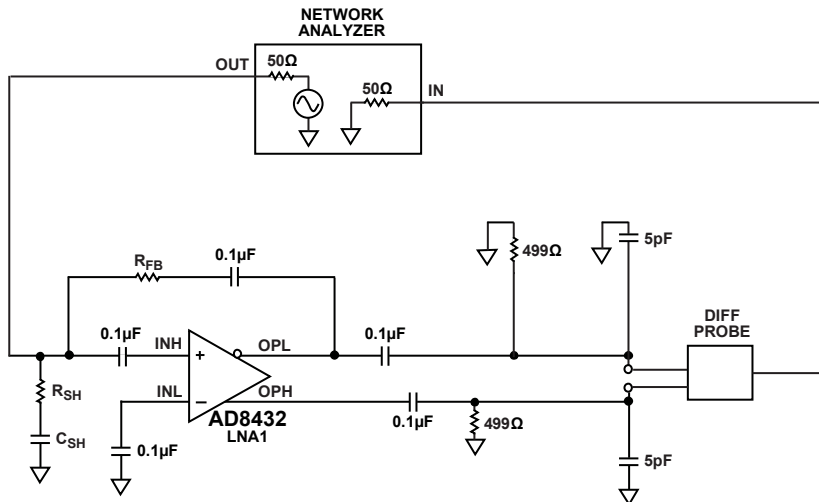 NETWORK
ANALYZER
OUT
50Ω
50Ω
IN
RFB
0.1µF
499Ω
5pF
DIFF
PROBE
0.1µF
INH
+
OPL
0.1µF
RSH
INL
–
OPH
AD8432
LNA1
0.1µF
499Ω
CSH
0.1µF
5pF